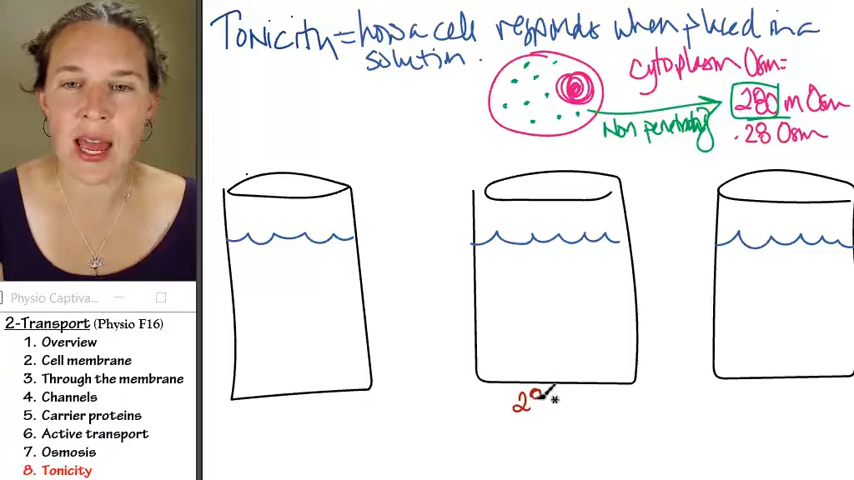 Tonicity = how a cell responds when placed in a
solution.
cytoplasm Osm =
280 m Osm
Non penetrating
.28 Osm
Physio Captiva...
2-Transport (Physio F16)
1. Overview
2. Cell membrane
3. Through the membrane
4. Channels
5. Carrier proteins
6. Active transport
7. Osmosis
8. Tonicity